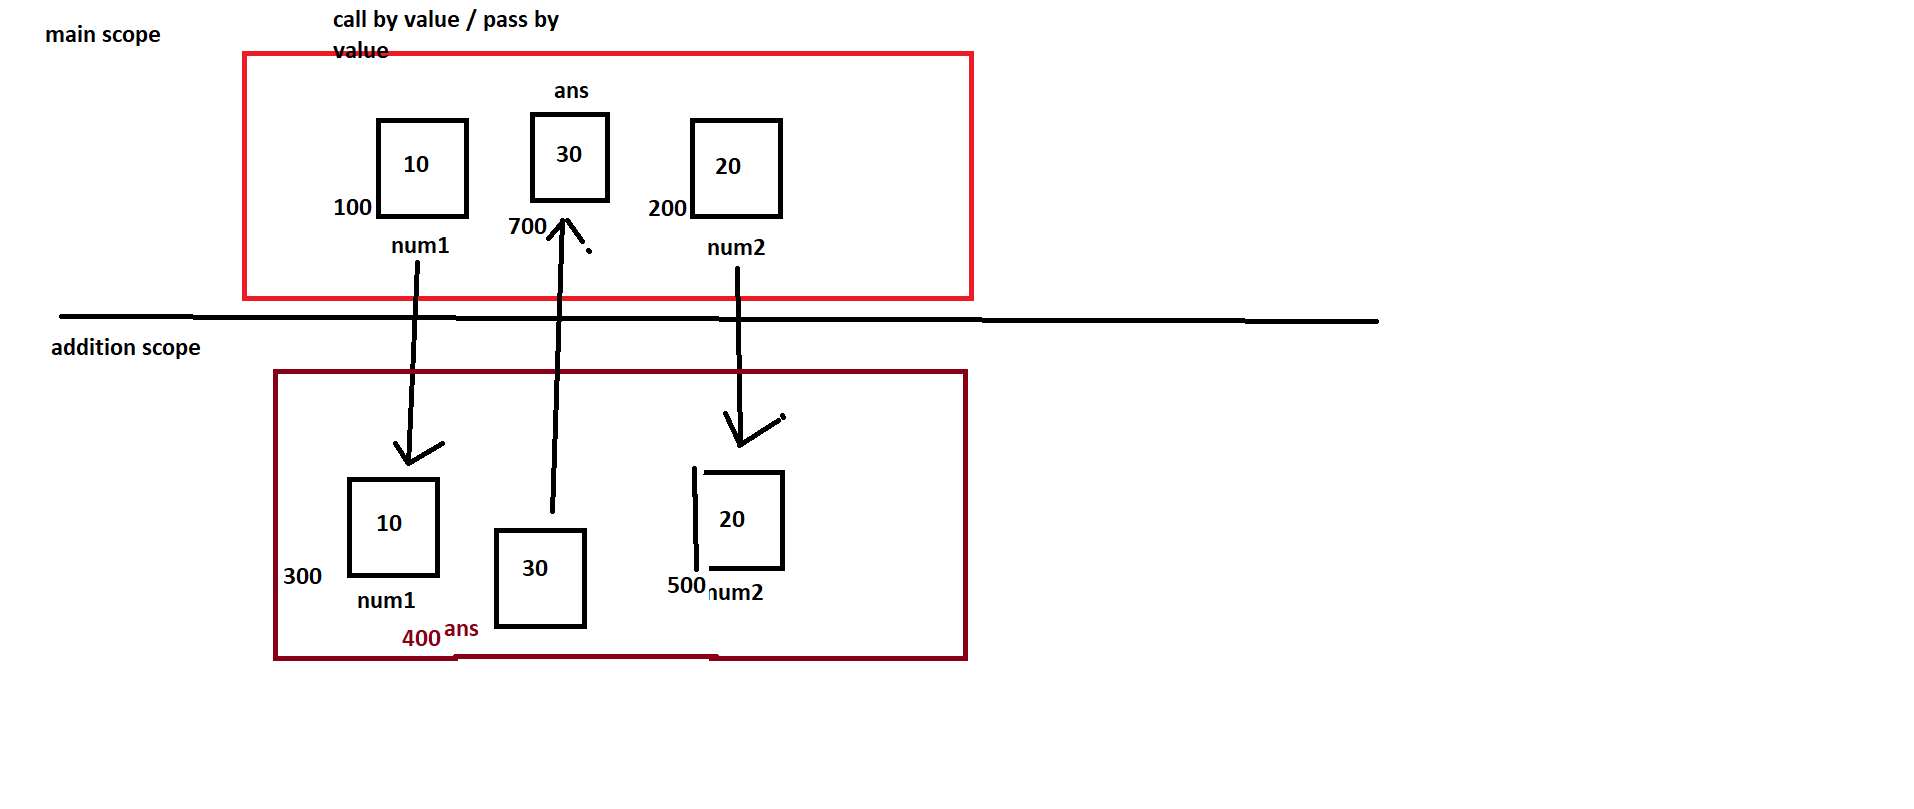 main scope
call by value / pass by
value
ans
10
30
20
100
700
200
num1
num2
addition scope
10
30
20
300
500
num1
num2
400
ans